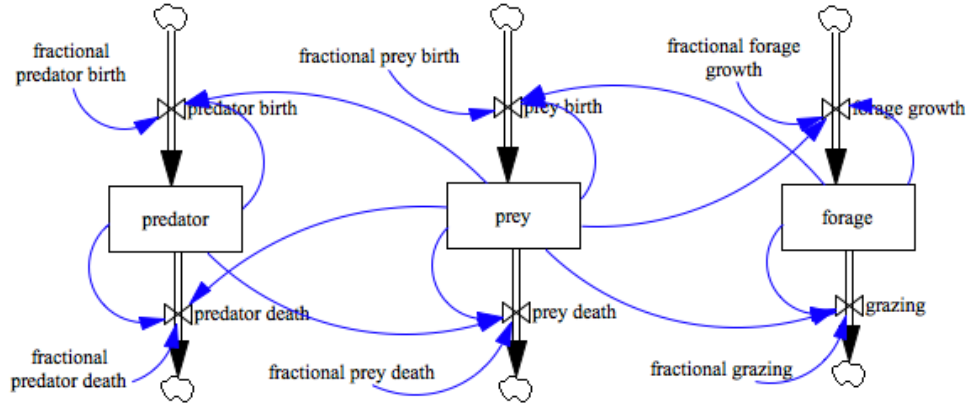 fractional
predator birth
fractional prey birth
fractional forage
growth
predator birth
prey birth
forage growth
predator
prey
forage
predator death
prey death
grazing
fractional
predator death
fractional prey death
fractional grazing